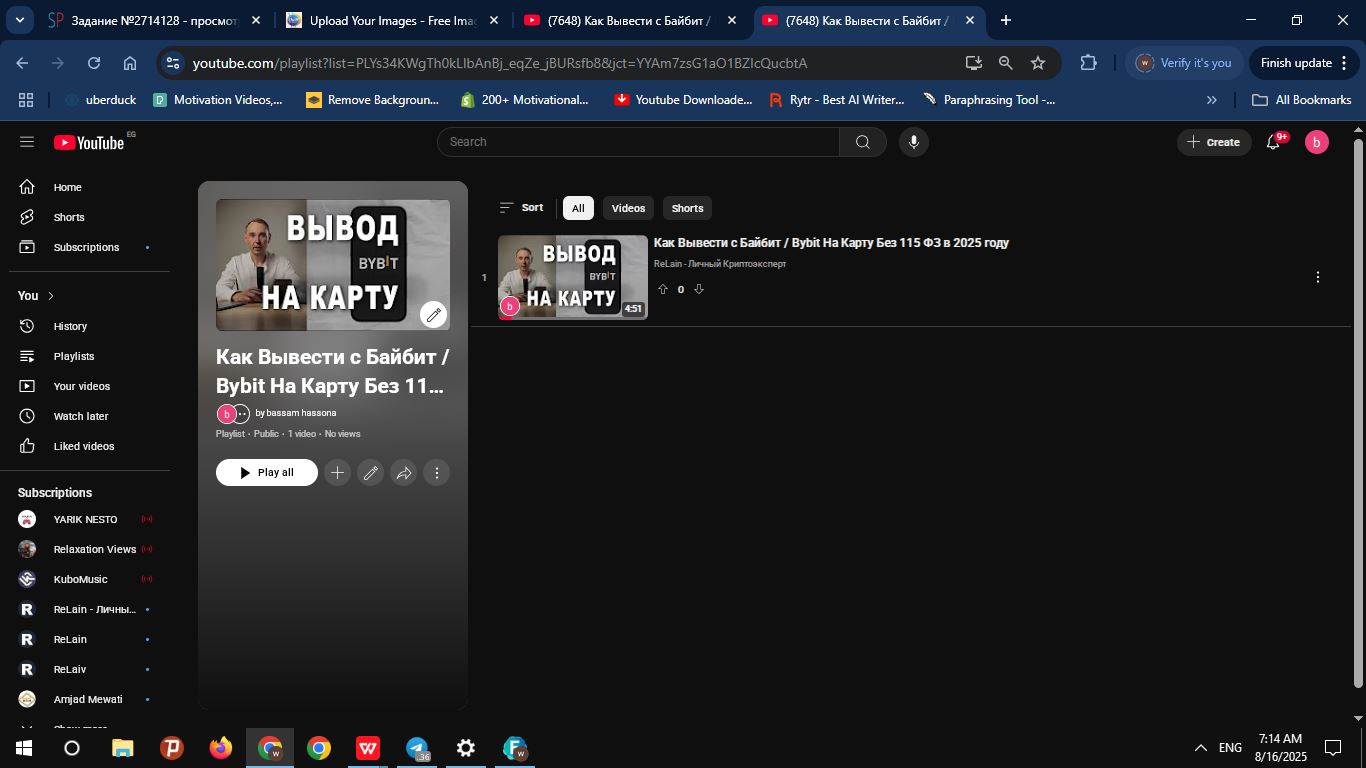 Задание №2714128 - просмотр
Upload Your Images - Free Imag
(7648) Как Вывести с Байбит /
(7648) Как Вывести с Байбит /
youtube.com/playlist?list=PLYs34KWgTh0kLIbAnBj_eqZe_jBURsfb8&jct=YYAm7zsG1aO1BZIcQucbtA
Verify it's you
Finish update
uberduck
Motivation Videos,...
Remove Backgroun...
200+ Motivational...
Youtube Downloade...
Rytr - Best AI Writer...
Paraphrasing Tool -...
All Bookmarks
YouTube EG
Search
Create
9+
b
Home
Shorts
Subscriptions
You
History
Playlists
Your videos
Watch later
Liked videos
Subscriptions
YARIK NESTO
Relaxation Views
KuboMusic
ReLain - Личны...
ReLain
ReLaiv
Amjad Mewati
ВЫВОД
BYBIT
НА КАРТУ
Как Вывести с Байбит /
Bybit На Карту Без 11...
b
by bassam hassona
Playlist • Public • 1 video • No views
Play all
Sort
All
Videos
Shorts
1
ВЫВОД
BYBIT
НА КАРТУ
b
4:51
Как Вывести с Байбит / Bybit На Карту Без 115 ФЗ в 2025 году
ReLain - Личный Криптоэксперт
0
36
ENG
7:14 AM
8/16/2025